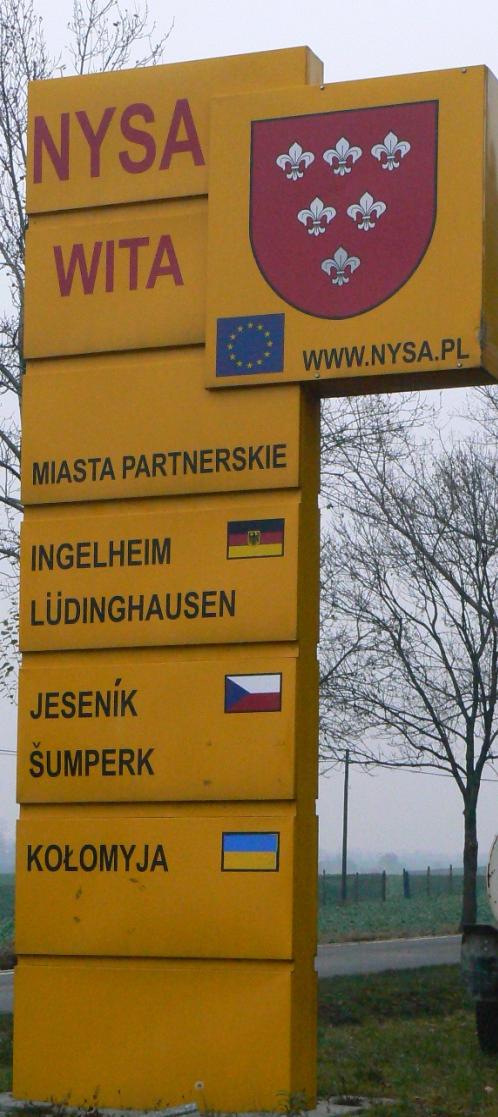 NYSA
WITA
WWW.NYSA.PL
MIASTA PARTNERSKIE
INGELHEIM
LÜDINGHAUSEN
JESENÍK
ŠUMPERK
KOŁOMYJA